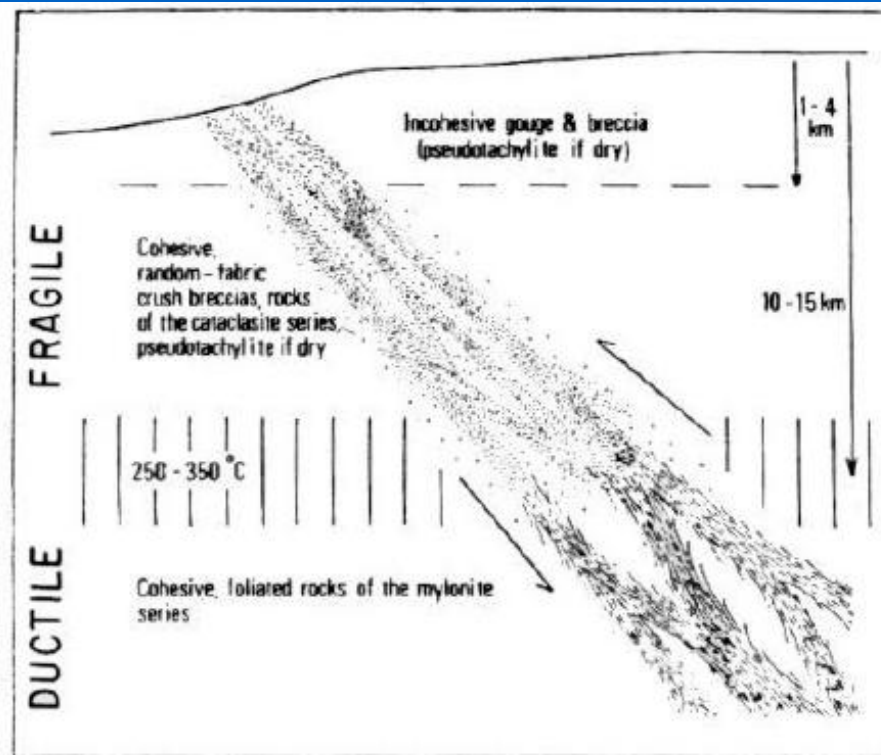 Incohesive gouge & breccia
(pseudotachylite if dry)
1 - 4
km
FRAGILE
Cohesive,
random - fabric
crush breccias, rocks
of the cataclasite series,
pseudotachylite if dry
10 - 15 km
250 - 350 °C
DUCTILE
Cohesive, foliated rocks of the mylonite
series